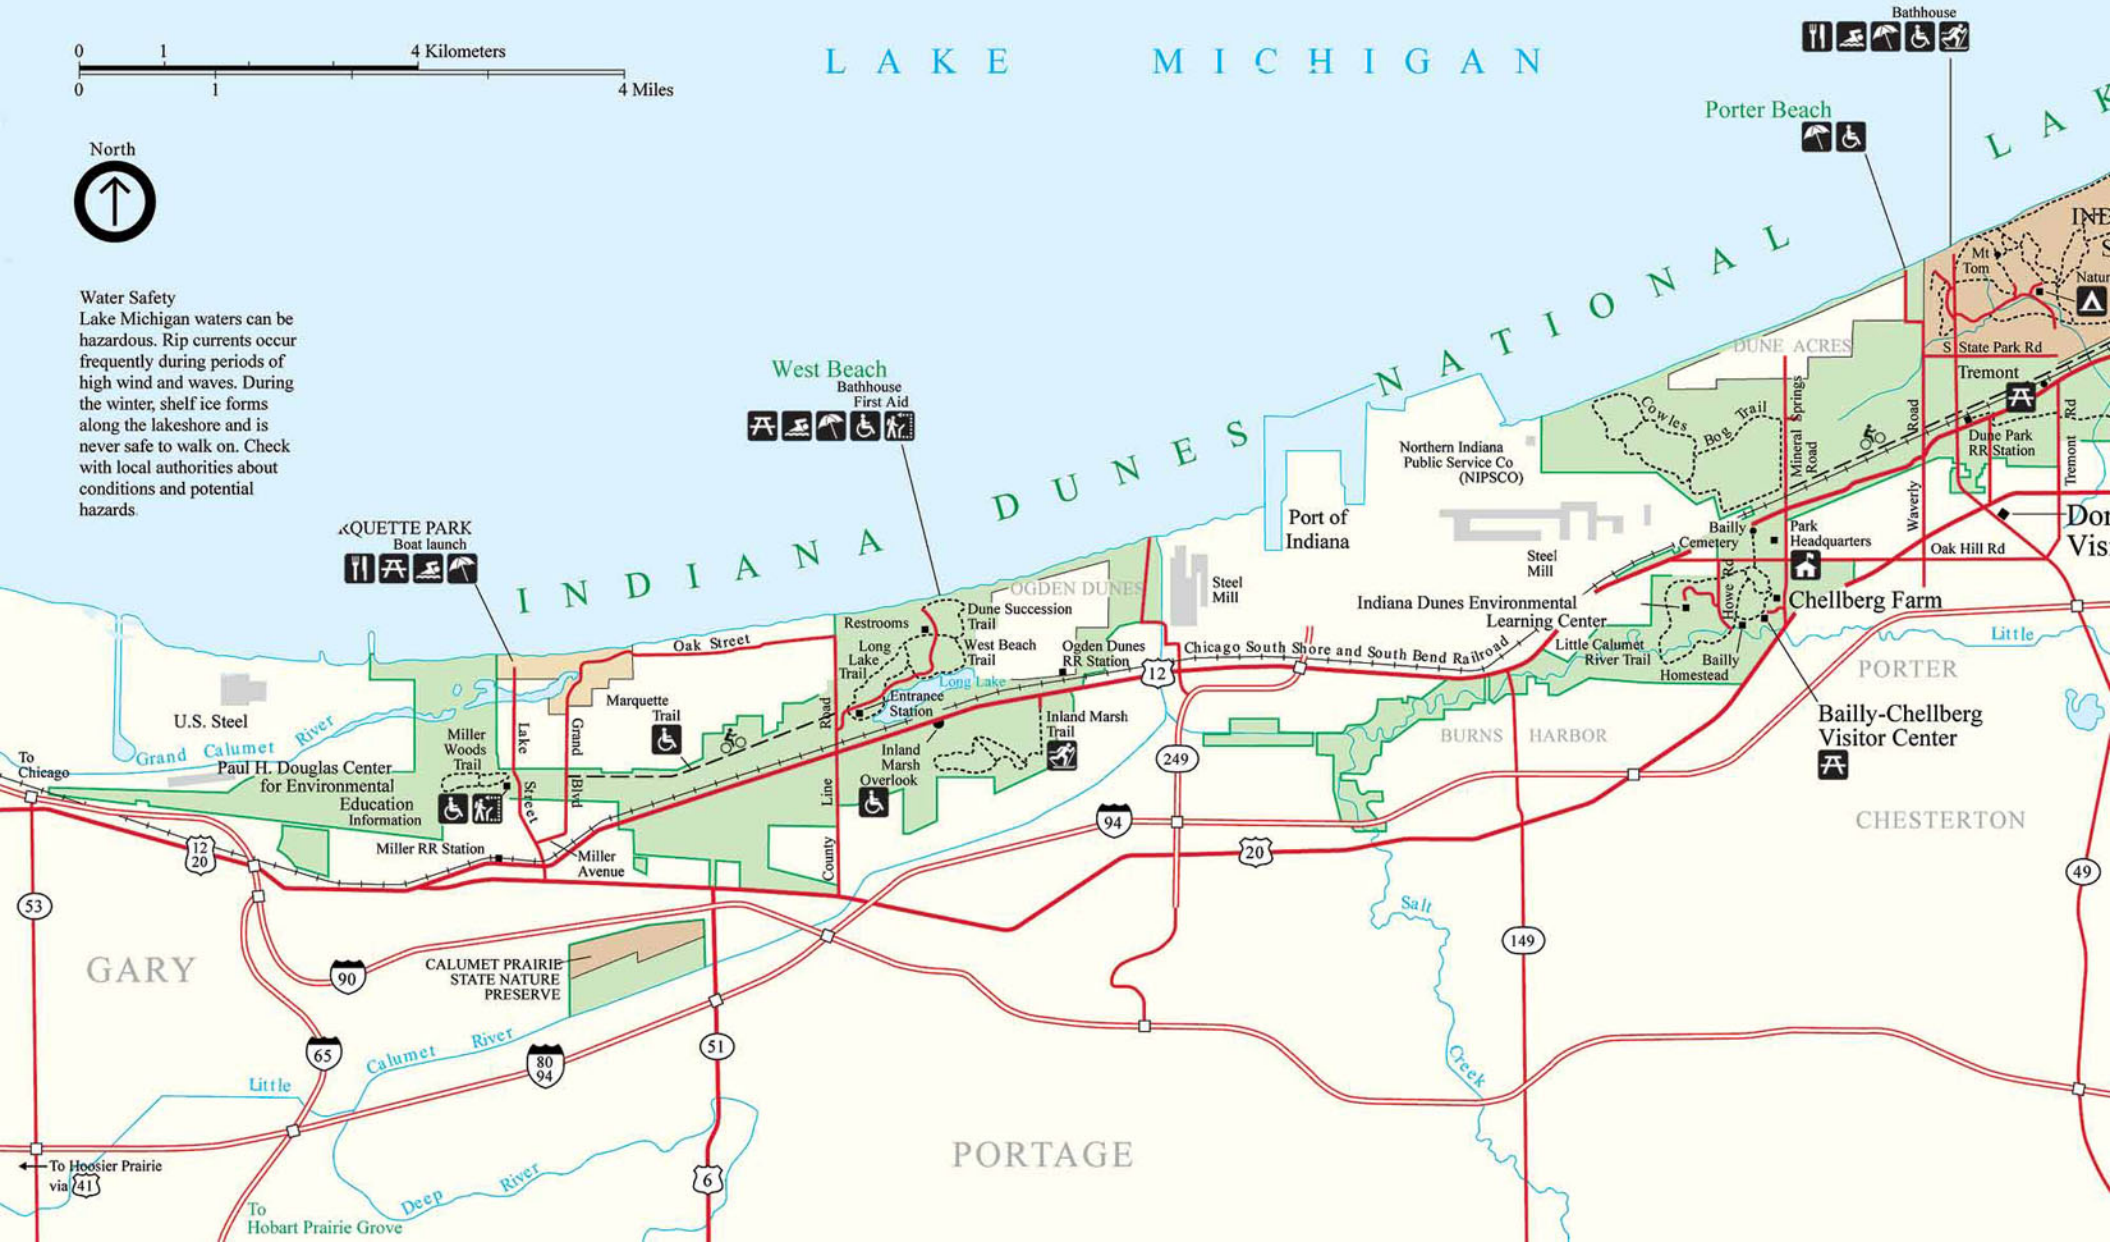 0 1 4 Kilometers
0 1 4 Miles
North
Water Safety
Lake Michigan waters can be
hazardous. Rip currents occur
frequently during periods of
high wind and waves. During
the winter, shelf ice forms
along the lakeshore and is
never safe to walk on. Check
with local authorities about
conditions and potential
hazards.
LAKE MICHIGAN
Bathhouse
Porter Beach
INDIANA DUNES NATIONAL LAK
West Beach
Bathhouse
First Aid
QUETTE PARK
Boat launch
IND
S
Mt
Tom
Natur
DUNE ACRES
S State Park Rd
Tremont
Cowles Bog Trail
Mineral Springs
Road
Waverly Road
Tremont Rd
Dune Park
RR Station
Northern Indiana
Public Service Co
(NIPSCO)
Port of
Indiana
Steel
Mill
Steel
Mill
Bailly
Cemetery
Park
Headquarters
Oak Hill Rd
Dor
Vis
Howe Rd
Chellberg Farm
Indiana Dunes Environmental
Learning Center
Little Calumet
River Trail
Bailly
Homestead
Little
PORTER
Bailly-Chellberg
Visitor Center
CHESTERTON
OGDEN DUNES
Dune Succession
Trail
Restrooms
Long
Lake
Trail
West Beach
Trail
Ogden Dunes
RR Station
Long Lake
Entrance
Station
12
Chicago South Shore and South Bend Railroad
Oak Street
Marquette
Trail
Inland Marsh
Trail
Inland
Marsh
Overlook
County Line Road
249
BURNS HARBOR
U.S. Steel
Grand Calumet River
To
Chicago
Paul H. Douglas Center
for Environmental
Education
Information
Miller
Woods
Trail
Lake Street
Grand Blvd
Miller RR Station
Miller
Avenue
12
20
94
20
49
53
Salt Creek
149
GARY
90
CALUMET PRAIRIE
STATE NATURE
PRESERVE
65
Little Calumet River
80
94
51
PORTAGE
To Hoosier Prairie
via 41
Deep River
6
To
Hobart Prairie Grove